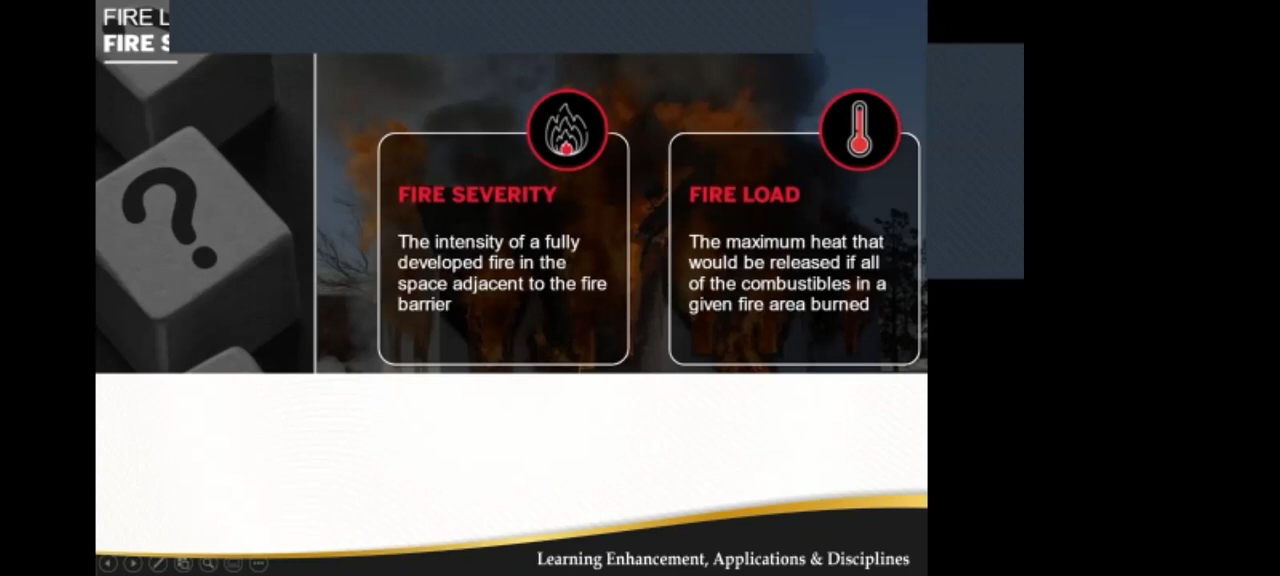 FIRE L
FIRE S
?
FIRE SEVERITY
The intensity of a fully
developed fire in the
space adjacent to the fire
barrier
FIRE LOAD
The maximum heat that
would be released if all
of the combustibles in a
given fire area burned
Learning Enhancement, Applications & Disciplines